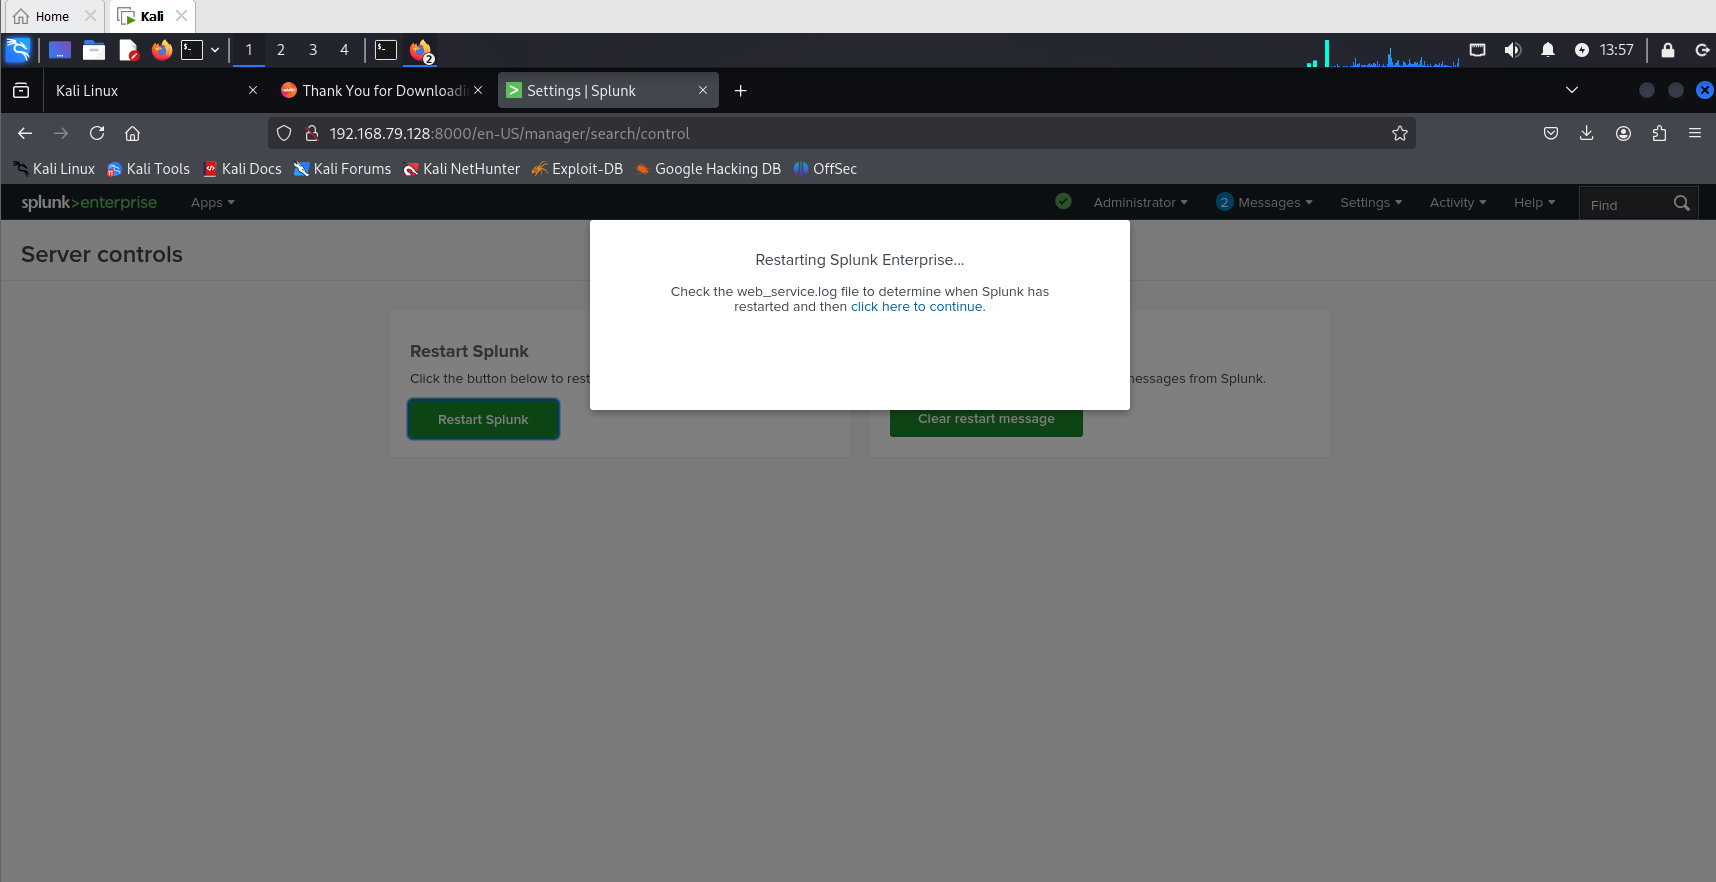 Home
Kali
1 2 3 4
2
13:57
Kali Linux
Thank You for Downloadi
Settings | Splunk
192.168.79.128:8000/en-US/manager/search/control
Kali Linux Kali Tools Kali Docs Kali Forums Kali NetHunter Exploit-DB Google Hacking DB OffSec
splunk>enterprise Apps Administrator 2 Messages Settings Activity Help Find
Server controls
Restarting Splunk Enterprise...
Check the web_service.log file to determine when Splunk has
restarted and then click here to continue.
Restart Splunk
Click the button below to rest
Restart Splunk
messages from Splunk.
Clear restart message